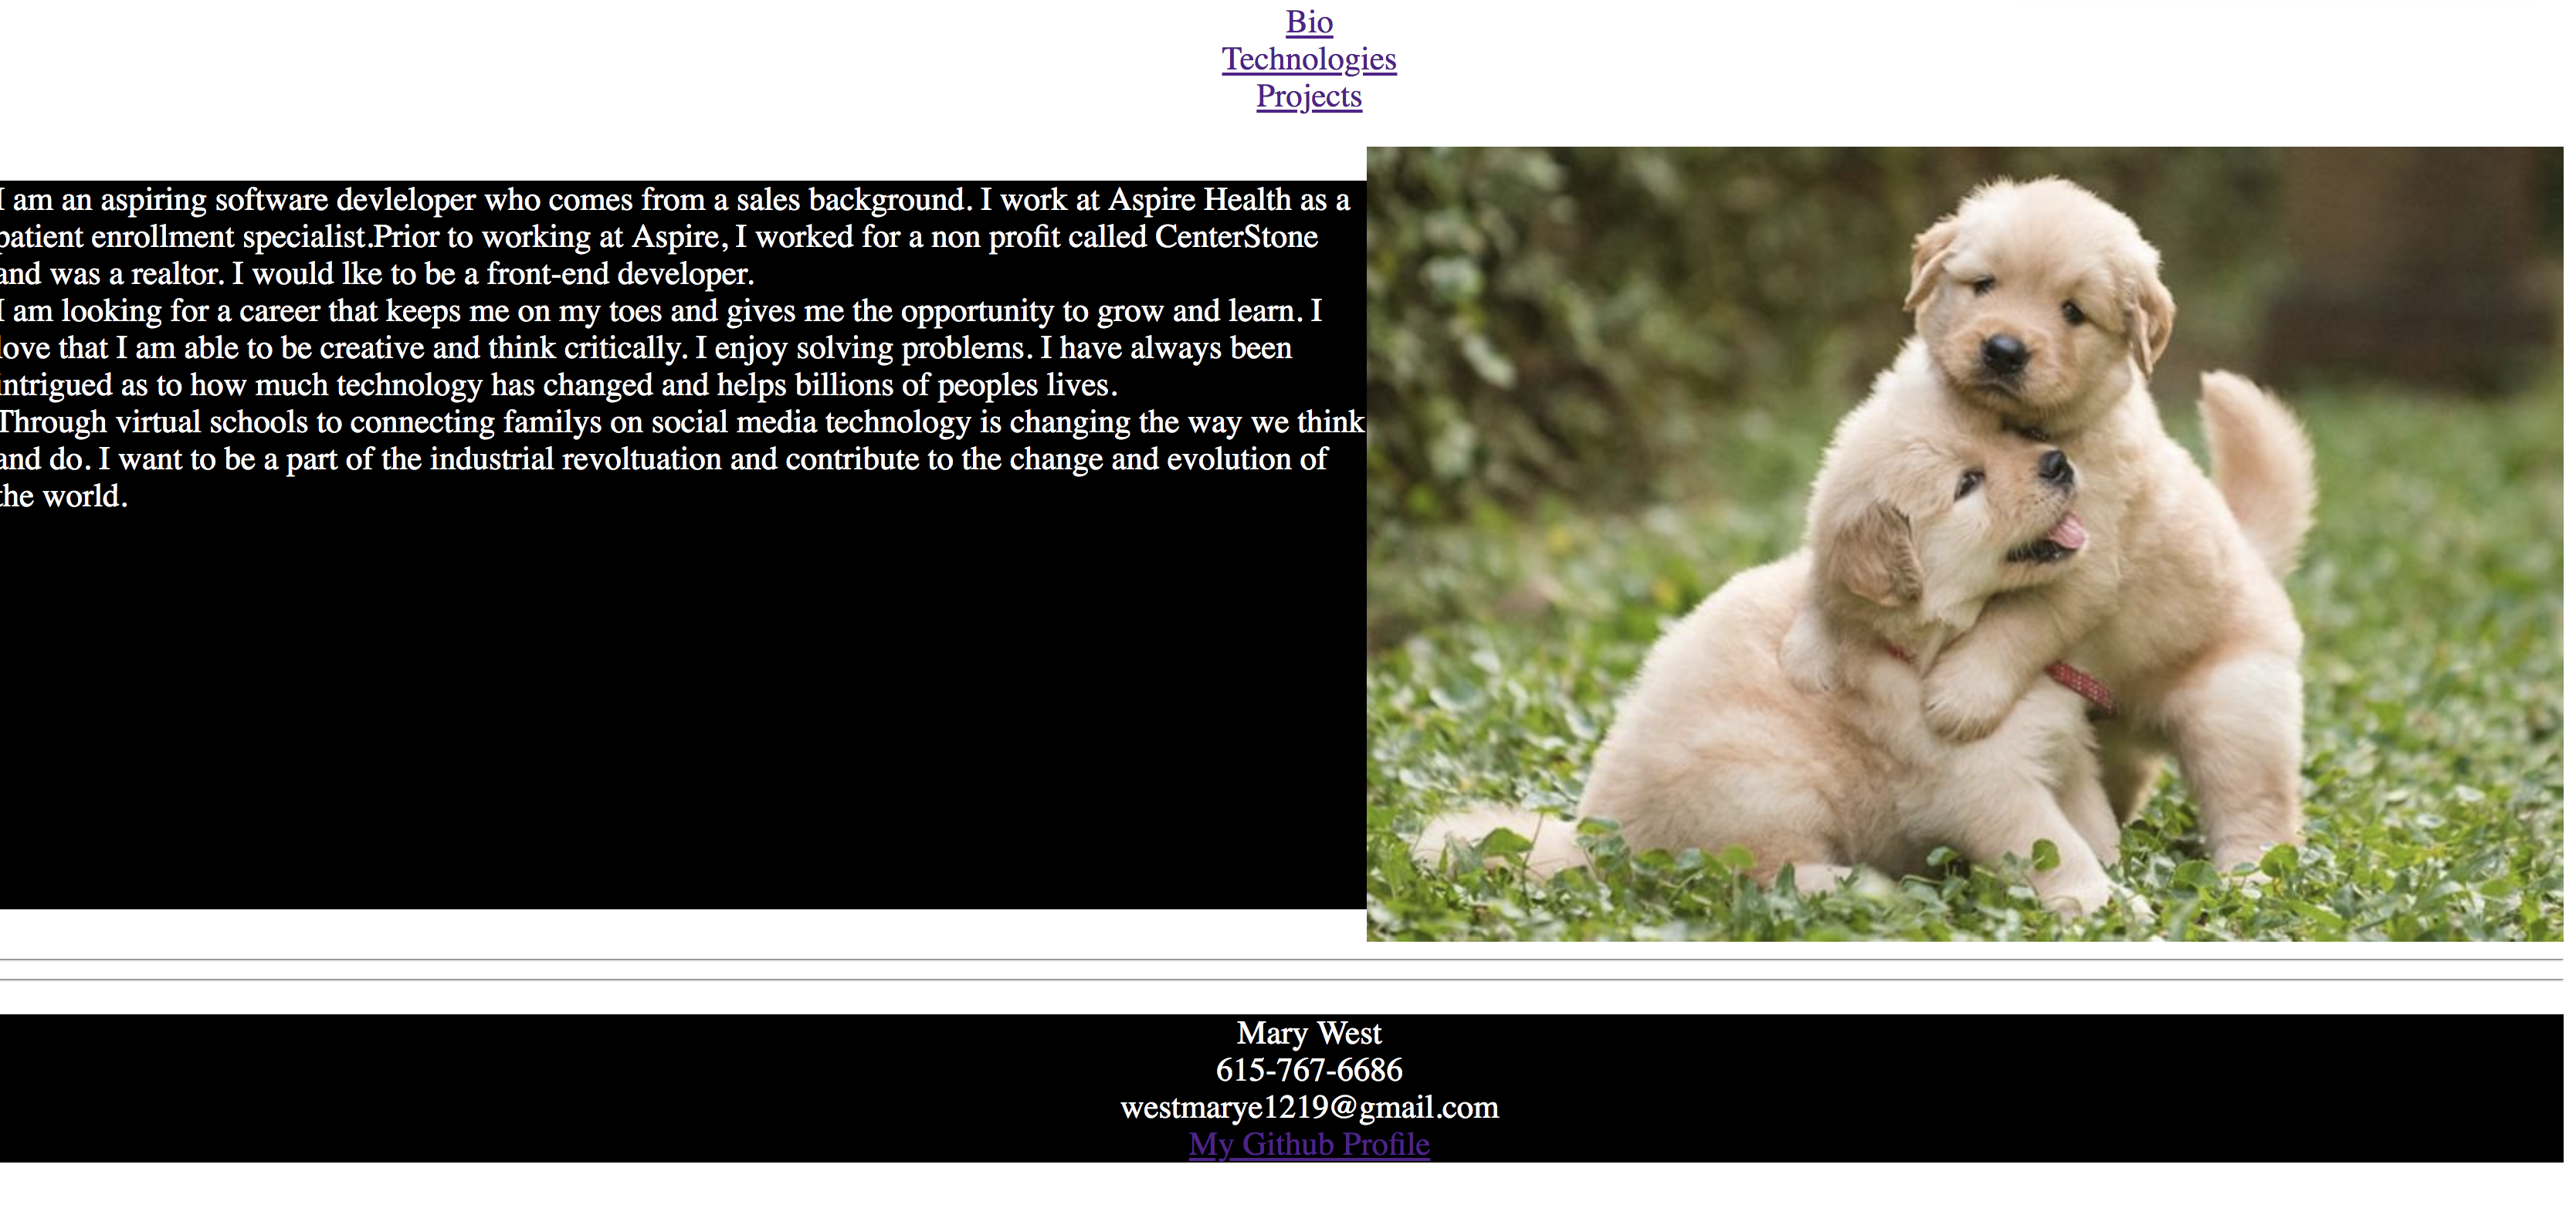 Bio
Technologies
Projects
I am an aspiring software devleloper who comes from a sales background. I work at Aspire Health as a
patient enrollment specialist.Prior to working at Aspire, I worked for a non profit called CenterStone
and was a realtor. I would lke to be a front-end developer.
I am looking for a career that keeps me on my toes and gives me the opportunity to grow and learn. I
love that I am able to be creative and think critically. I enjoy solving problems. I have always been
intrigued as to how much technology has changed and helps billions of peoples lives.
Through virtual schools to connecting familys on social media technology is changing the way we think
and do. I want to be a part of the industrial revoltuation and contribute to the change and evolution of
the world.
Mary West
615-767-6686
westmarye1219@gmail.com
My Github Profile